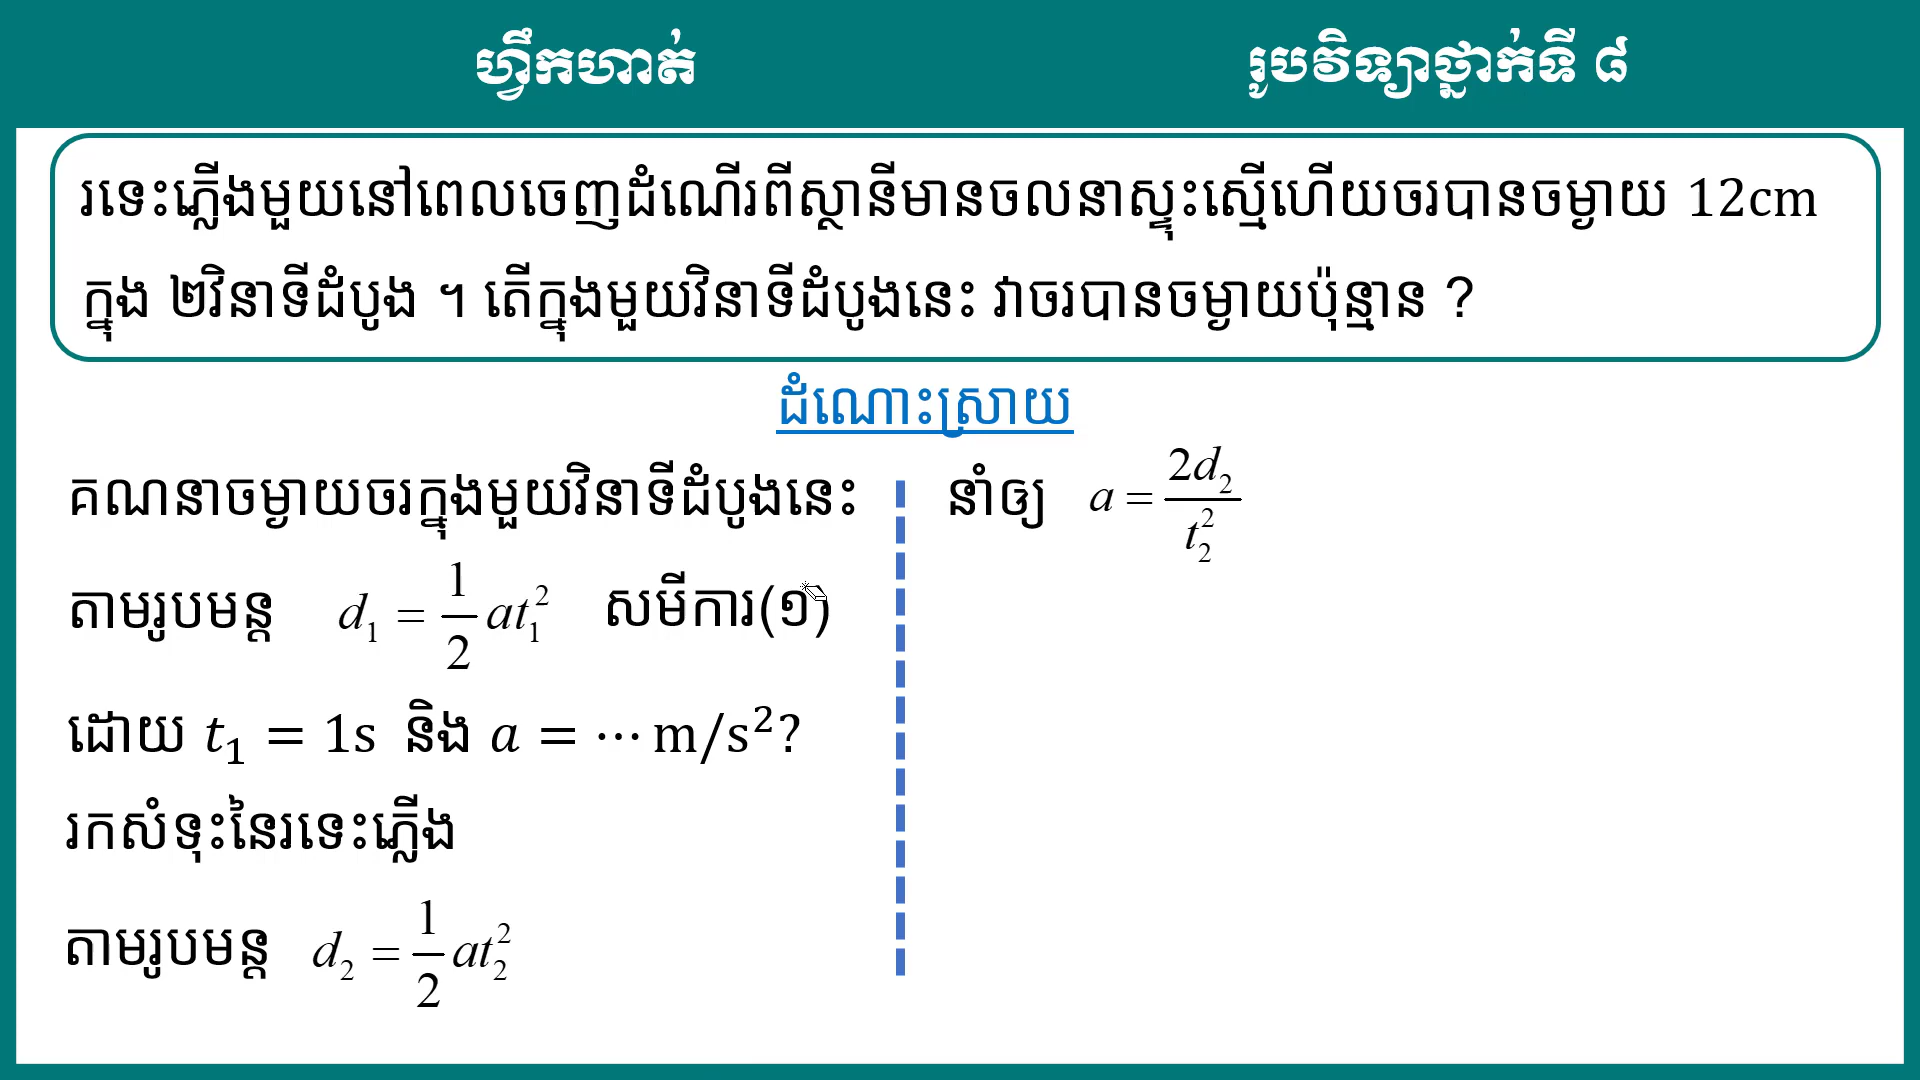 ហ្វឹកហាត់
រូបវិទ្យាថ្នាក់ទី ៨
រទេះភ្លើងមួយនៅពេលចេញដំណើរពីស្ថានីមានចលនាស្ទុះស្មើហើយចរបានចម្ងាយ 12cm
ក្នុង ២វិនាទីដំបូង ។ តើក្នុងមួយវិនាទីដំបូងនេះ វាចរបានចម្ងាយប៉ុន្មាន ?
ដំណោះស្រាយ
គណនាចម្ងាយចរក្នុងមួយវិនាទីដំបូងនេះ
តាមរូបមន្ត d₁ = 1/2 at₁² សមីការ(១)
ដោយ t₁ = 1s និង a = ⋯ m/s²?
រកសំទុះនៃរទេះភ្លើង
តាមរូបមន្ត d₂ = 1/2 at₂²
នាំឲ្យ a = 2d₂/t₂²